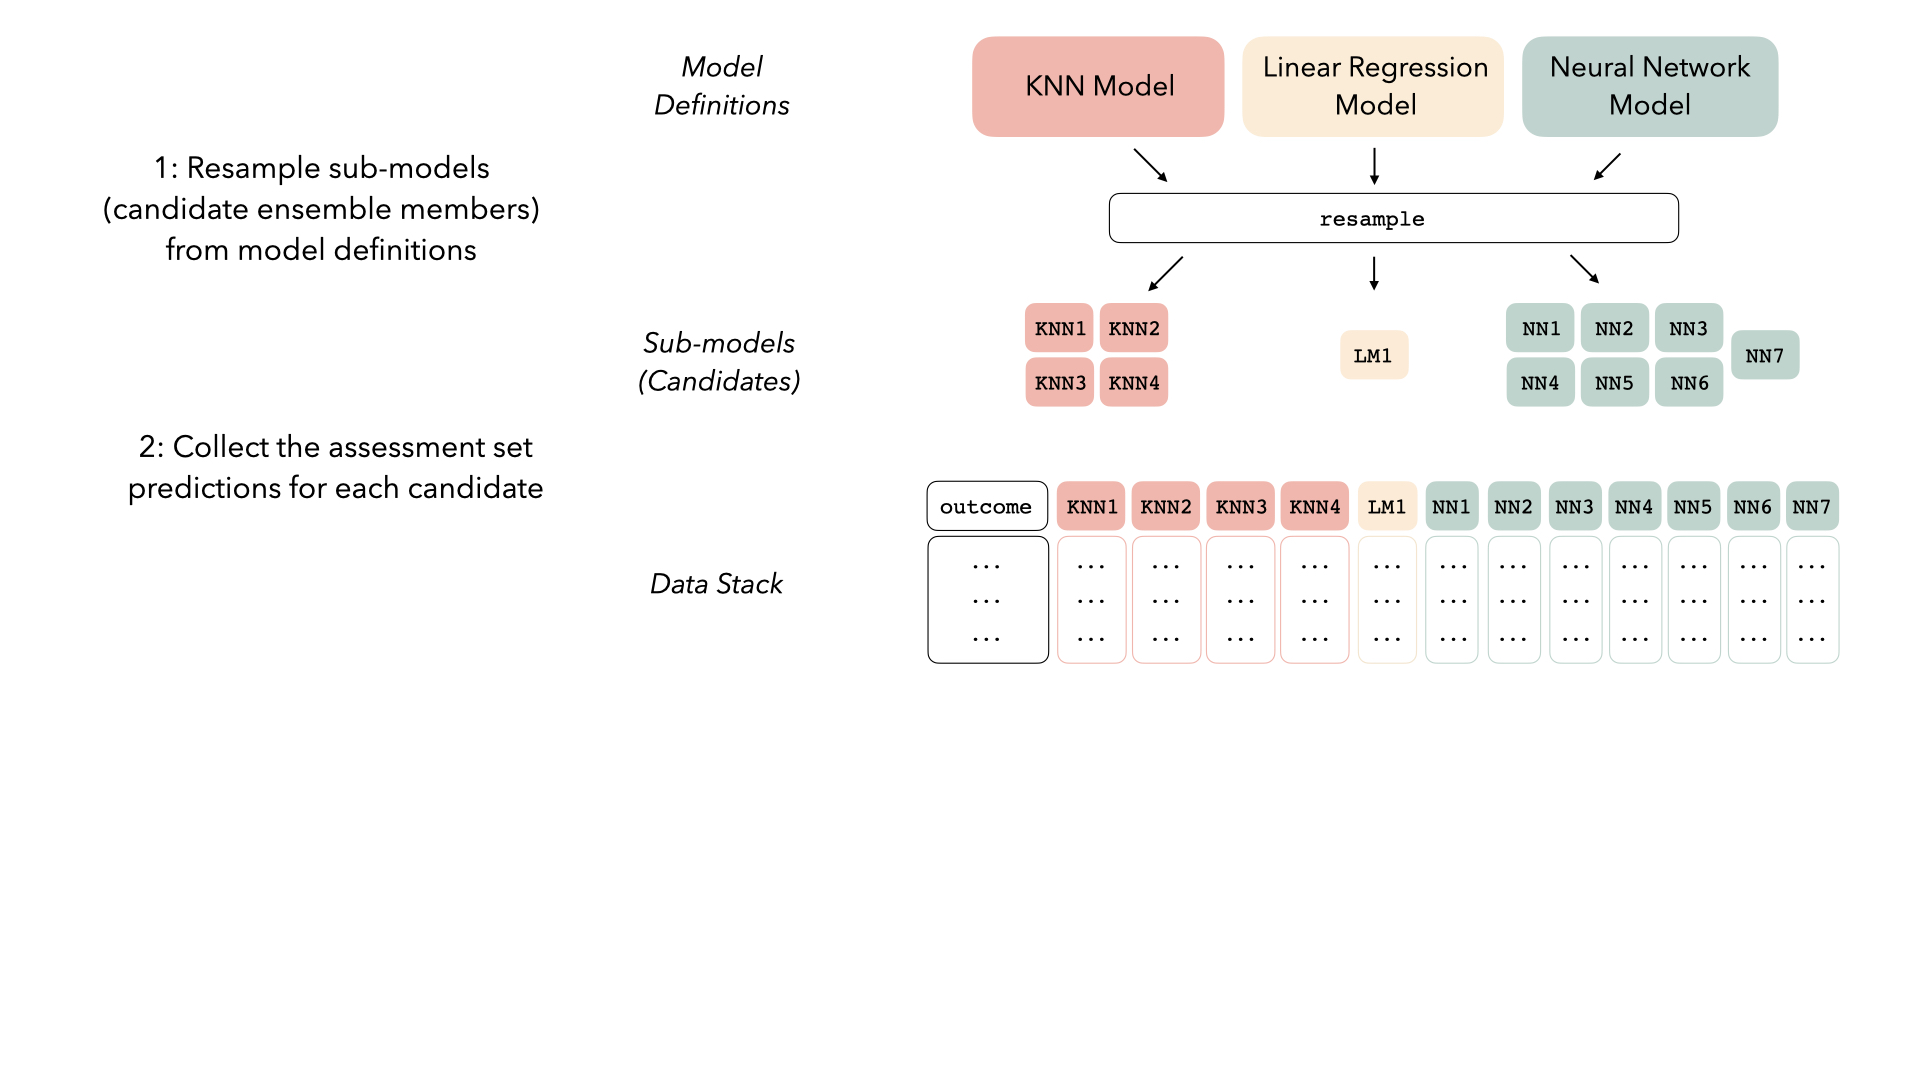 Model
Definitions
KNN Model
Linear Regression
Model
Neural Network
Model
1: Resample sub-models
(candidate ensemble members)
from model definitions
resample
Sub-models
(Candidates)
KNN1 KNN2
KNN3 KNN4
LM1
NN1 NN2 NN3
NN4 NN5 NN6
NN7
2: Collect the assessment set
predictions for each candidate
outcome KNN1 KNN2 KNN3 KNN4 LM1 NN1 NN2 NN3 NN4 NN5 NN6 NN7
... ... ... ... ... ... ... ... ... ... ... ... ...
... ... ... ... ... ... ... ... ... ... ... ... ...
... ... ... ... ... ... ... ... ... ... ... ... ...
Data Stack